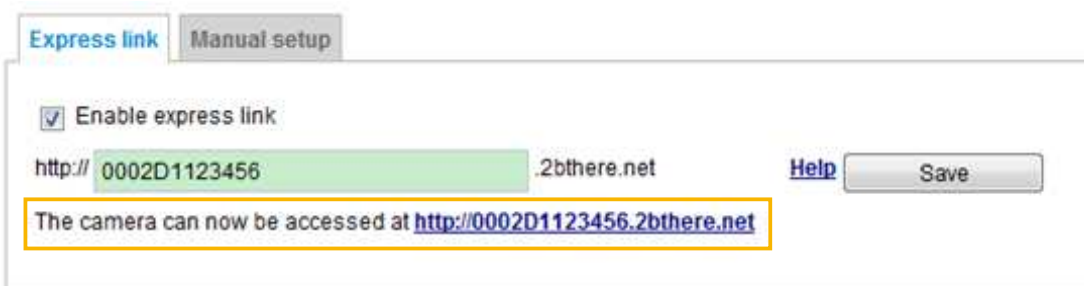 Express link Manual setup
Enable express link
http:// 0002D1123456 .2bthere.net Help Save
The camera can now be accessed at http://0002D1123456.2bthere.net